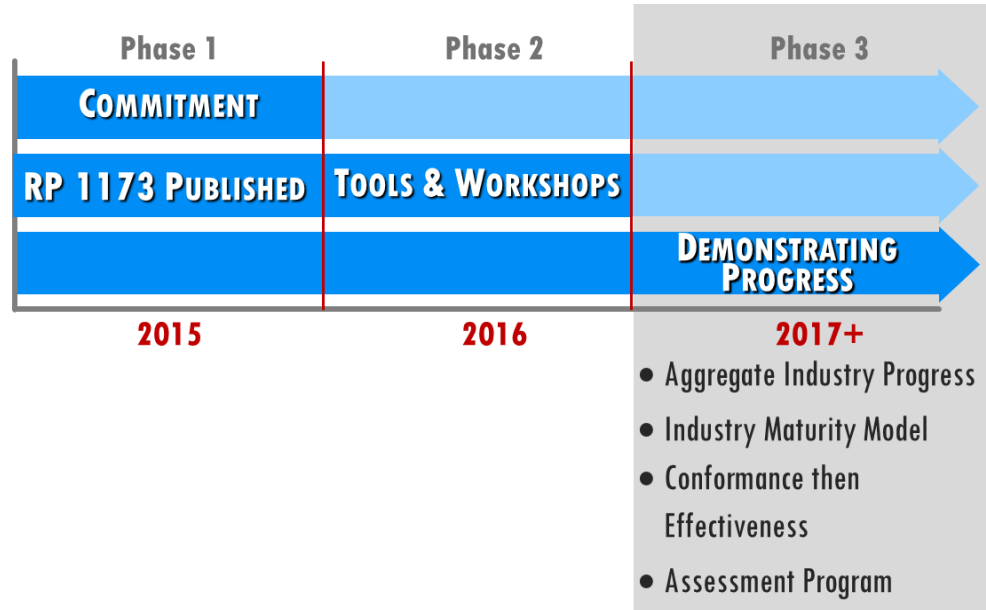 Phase 1
Phase 2
Phase 3
COMMITMENT
RP 1173 PUBLISHED
TOOLS & WORKSHOPS
DEMONSTRATING
PROGRESS
2015
2016
2017+
• Aggregate Industry Progress
• Industry Maturity Model
• Conformance then
Effectiveness
• Assessment Program